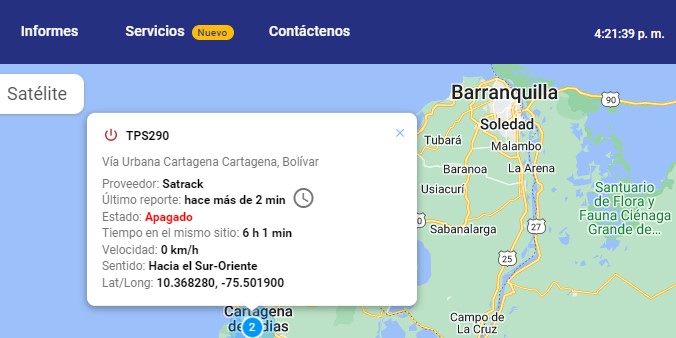 Informes Servicios Nuevo Contáctenos 4:21:39 p. m.
Satélite
TPS290
Vía Urbana Cartagena Cartagena, Bolívar
Proveedor: Satrack
Último reporte: hace más de 2 min
Estado: Apagado
Tiempo en el mismo sitio: 6 h 1 min
Velocidad: 0 km/h
Sentido: Hacia el Sur-Oriente
Lat/Long: 10.368280, -75.501900
Barranquilla
90
Soledad
Tubará
Malambo
Baranoa
La Arena
Usiacurí
Santuario
de Flora y
Fauna Ciénaga
Grande de...
Sabanalarga
27
25
Cartagena
de Indias
2
Campo de
La Cruz